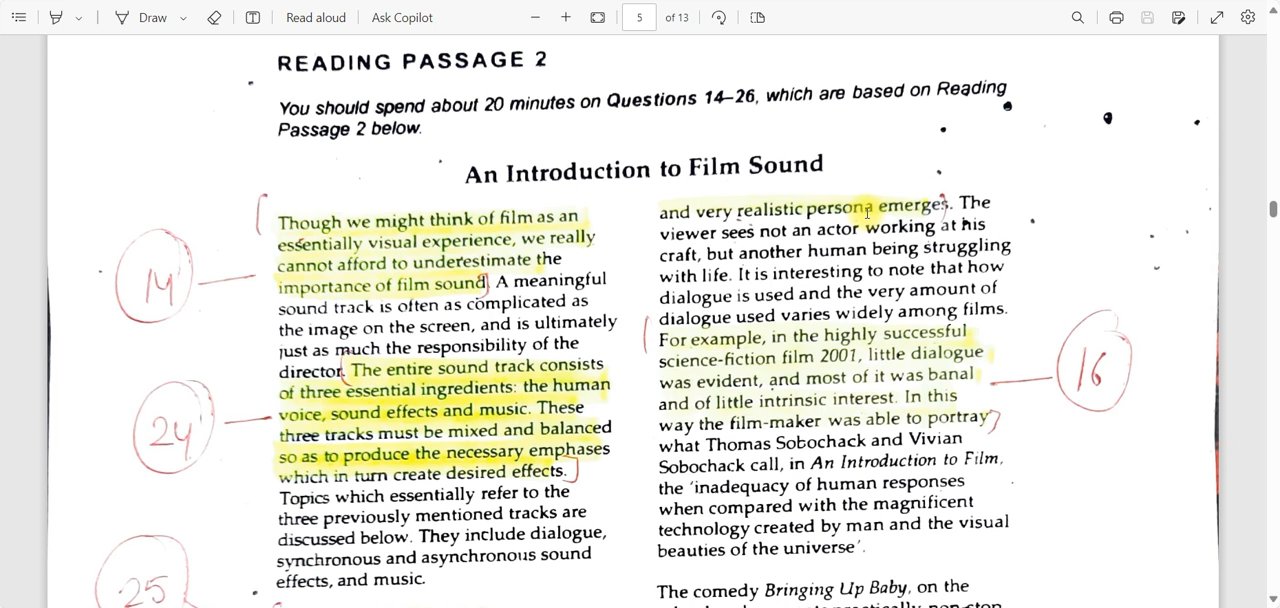 Draw
Read aloud
Ask Copilot
5
of 13
READING PASSAGE 2
You should spend about 20 minutes on Questions 14–26, which are based on Reading
Passage 2 below.
An Introduction to Film Sound
Though we might think of film as an
essentially visual experience, we really
cannot afford to underestimate the
importance of film sound. A meaningful
sound track is often as complicated as
the image on the screen, and is ultimately
just as much the responsibility of the
director. The entire sound track consists
of three essential ingredients: the human
voice, sound effects and music. These
three tracks must be mixed and balanced
so as to produce the necessary emphases
which in turn create desired effects.
Topics which essentially refer to the
three previously mentioned tracks are
discussed below. They include dialogue,
synchronous and asynchronous sound
effects, and music.
14
24
25
and very realistic persona emerges. The
viewer sees not an actor working at his
craft, but another human being struggling
with life. It is interesting to note that how
dialogue is used and the very amount of
dialogue used varies widely among films.
For example, in the highly successful
science-fiction film 2001, little dialogue
was evident, and most of it was banal
and of little intrinsic interest. In this
way the film-maker was able to portray
what Thomas Sobochack and Vivian
Sobochack call, in An Introduction to Film,
the 'inadequacy of human responses
when compared with the magnificent
technology created by man and the visual
beauties of the universe'.
The comedy Bringing Up Baby, on the
16